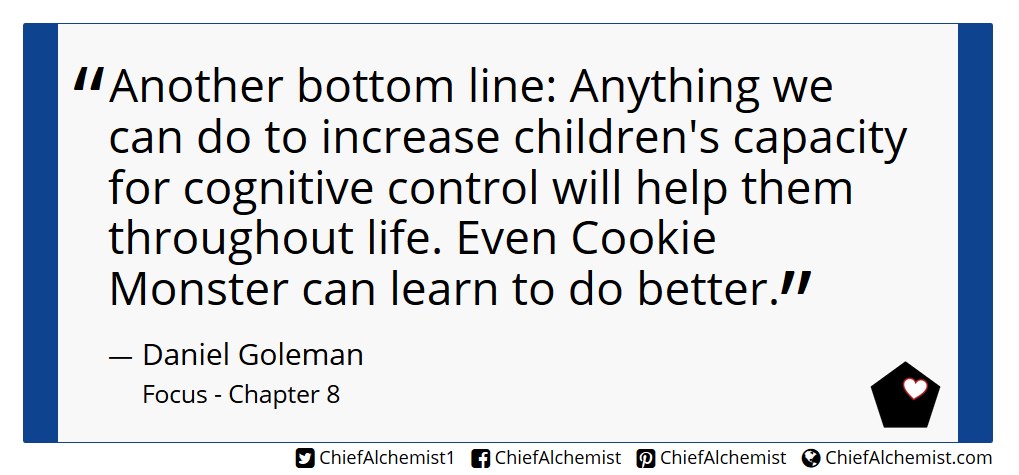 “Another bottom line: Anything we
can do to increase children's capacity
for cognitive control will help them
throughout life. Even Cookie
Monster can learn to do better.”
— Daniel Goleman
Focus - Chapter 8
ChiefAlchemist1 ChiefAlchemist ChiefAlchemist ChiefAlchemist.com